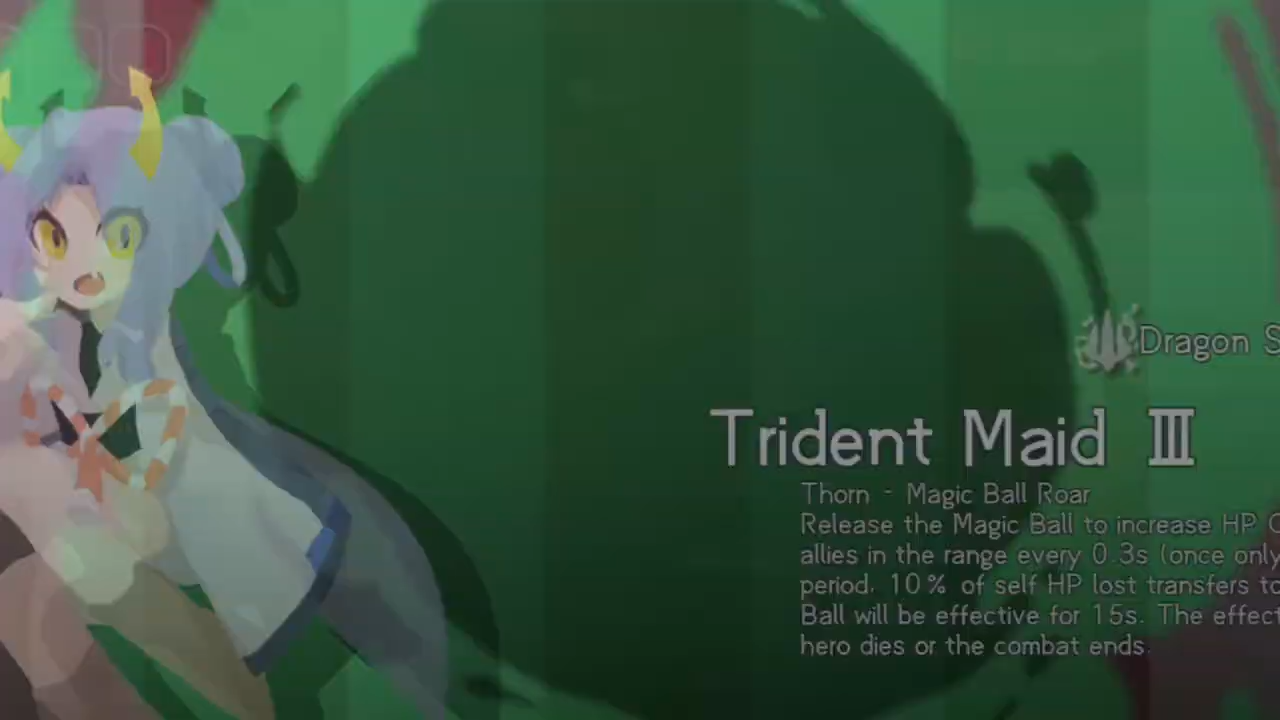 Dragon S
Trident Maid Ⅲ
Thorn - Magic Ball Roar
Release the Magic Ball to increase HP
allies in the range every 0.3s (once only
period, 10% of self HP lost transfers to
Ball will be effective for 15s. The effect
hero dies or the combat ends.